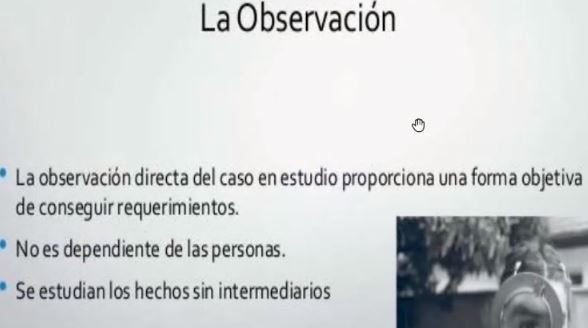 La Observación
La observación directa del caso en estudio proporciona una forma objetiva
de conseguir requerimientos.
No es dependiente de las personas.
Se estudian los hechos sin intermediarios